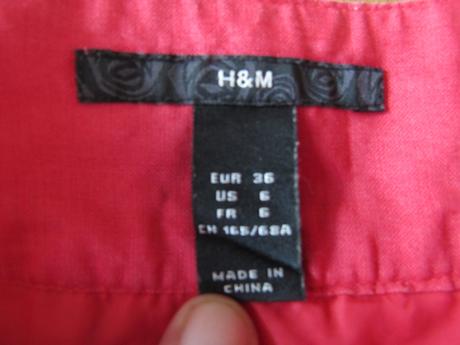 H&M
EUR 36
US 6
FR 6
CH 165/68A
MADE IN
CHINA